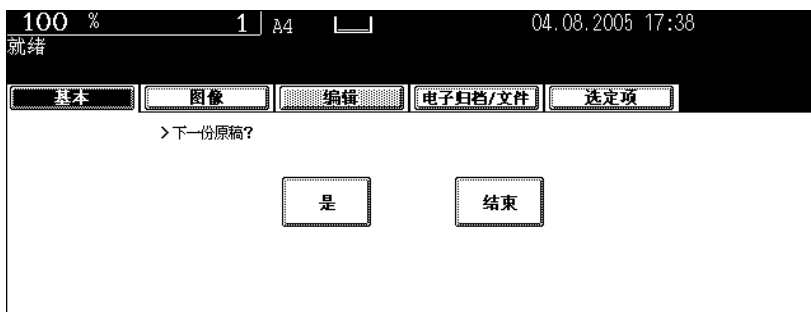 100 % 1 A4 04.08.2005 17:38
就绪
基本 图像 编辑 电子归档/文件 选定项
>下一份原稿?
是 结束